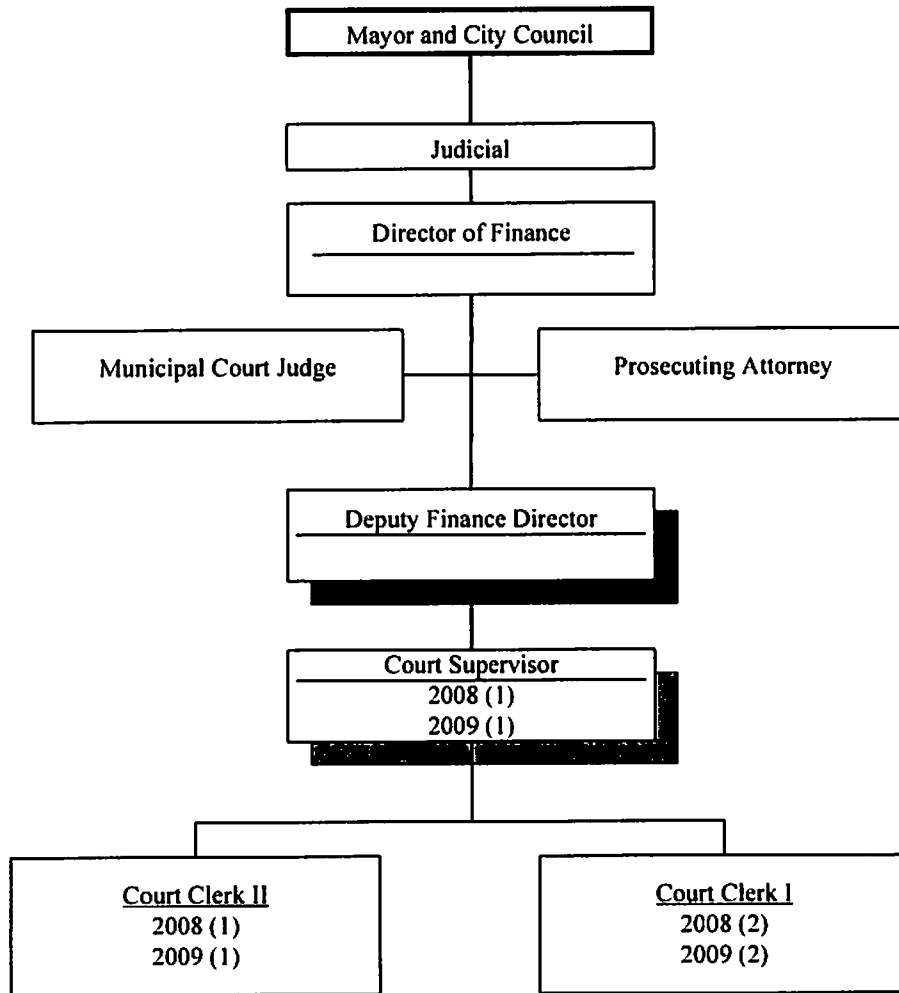 Mayor and City Council
Judicial
Director of Finance
Municipal Court Judge
Prosecuting Attorney
Deputy Finance Director
Court Supervisor
2008 (1)
2009 (1)
Court Clerk II
2008 (1)
2009 (1)
Court Clerk I
2008 (2)
2009 (2)